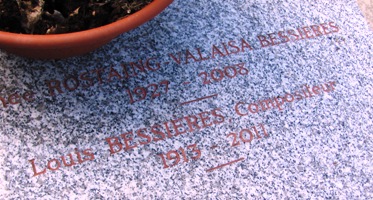 ROSTAING VALAISA BESSIERES
1927 - 2008
Louis BESSIERES Compositeur
1913 - 2011